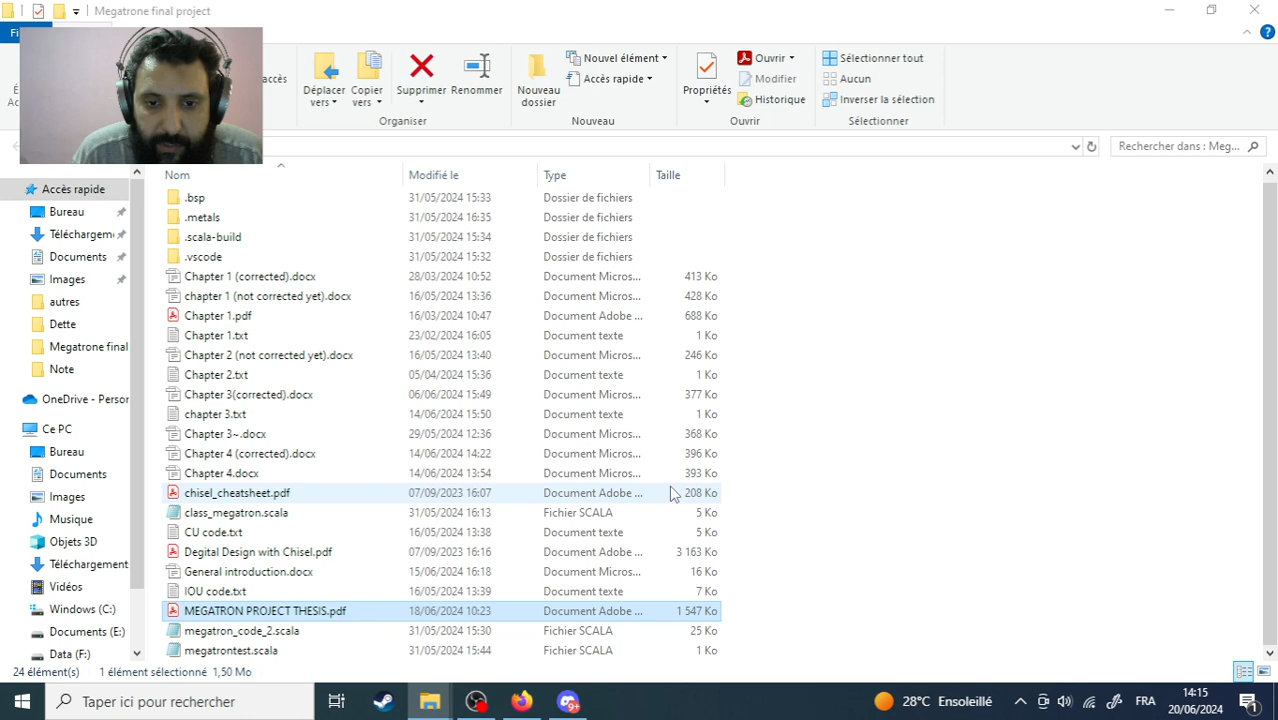 Megatrone final project
Fi
Déplacer vers
Copier vers
Supprimer
Renommer
Organiser
Nouveau dossier
Nouvel élément
Accès rapide
Nouveau
Propriétés
Ouvrir
Modifier
Historique
Ouvrir
Sélectionner tout
Aucun
Inverser la sélection
Sélectionner
accès
Rechercher dans : Meg...
Nom Modifié le Type Taille
Accès rapide
Bureau
Téléchargem
Documents
Images
autres
Dette
Megatrone final
Note
OneDrive - Person
Ce PC
Bureau
Documents
Images
Musique
Objets 3D
Téléchargement
Vidéos
Windows (C:)
Documents (E:)
Data (F:)
.bsp 31/05/2024 15:33 Dossier de fichiers
.metals 31/05/2024 16:35 Dossier de fichiers
.scala-build 31/05/2024 15:34 Dossier de fichiers
.vscode 31/05/2024 15:32 Dossier de fichiers
Chapter 1 (corrected).docx 28/03/2024 10:52 Document Micros... 413 Ko
chapter 1 (not corrected yet).docx 16/05/2024 13:36 Document Micros... 428 Ko
Chapter 1.pdf 16/03/2024 10:47 Document Adobe ... 688 Ko
Chapter 1.txt 23/02/2024 16:05 Document texte 1 Ko
Chapter 2 (not corrected yet).docx 16/05/2024 13:40 Document Micros... 246 Ko
Chapter 2.txt 05/04/2024 15:36 Document texte 1 Ko
Chapter 3(corrected).docx 06/06/2024 15:49 Document Micros... 377 Ko
chapter 3.txt 14/06/2024 15:50 Document texte 1 Ko
Chapter 3~.docx 29/05/2024 12:36 Document Micros... 368 Ko
Chapter 4 (corrected).docx 14/06/2024 14:22 Document Micros... 396 Ko
Chapter 4.docx 14/06/2024 13:54 Document Micros... 393 Ko
chisel_cheatsheet.pdf 07/09/2023 16:07 Document Adobe ... 208 Ko
class_megatron.scala 31/05/2024 16:13 Fichier SCALA 5 Ko
CU code.txt 16/05/2024 13:38 Document texte 5 Ko
Degital Design with Chisel.pdf 07/09/2023 16:16 Document Adobe ... 3 163 Ko
General introduction.docx 15/06/2024 16:18 Document Micros... 16 Ko
IOU code.txt 16/05/2024 13:39 Document texte 7 Ko
MEGATRON PROJECT THESIS.pdf 18/06/2024 10:23 Document Adobe ... 1 547 Ko
megatron_code_2.scala 31/05/2024 15:30 Fichier SCALA 25 Ko
megatrontest.scala 31/05/2024 15:44 Fichier SCALA 1 Ko
24 élément(s) 1 élément sélectionné 1,50 Mo
Taper ici pour rechercher
28°C Ensoleillé
FRA
14:15
20/06/2024
1